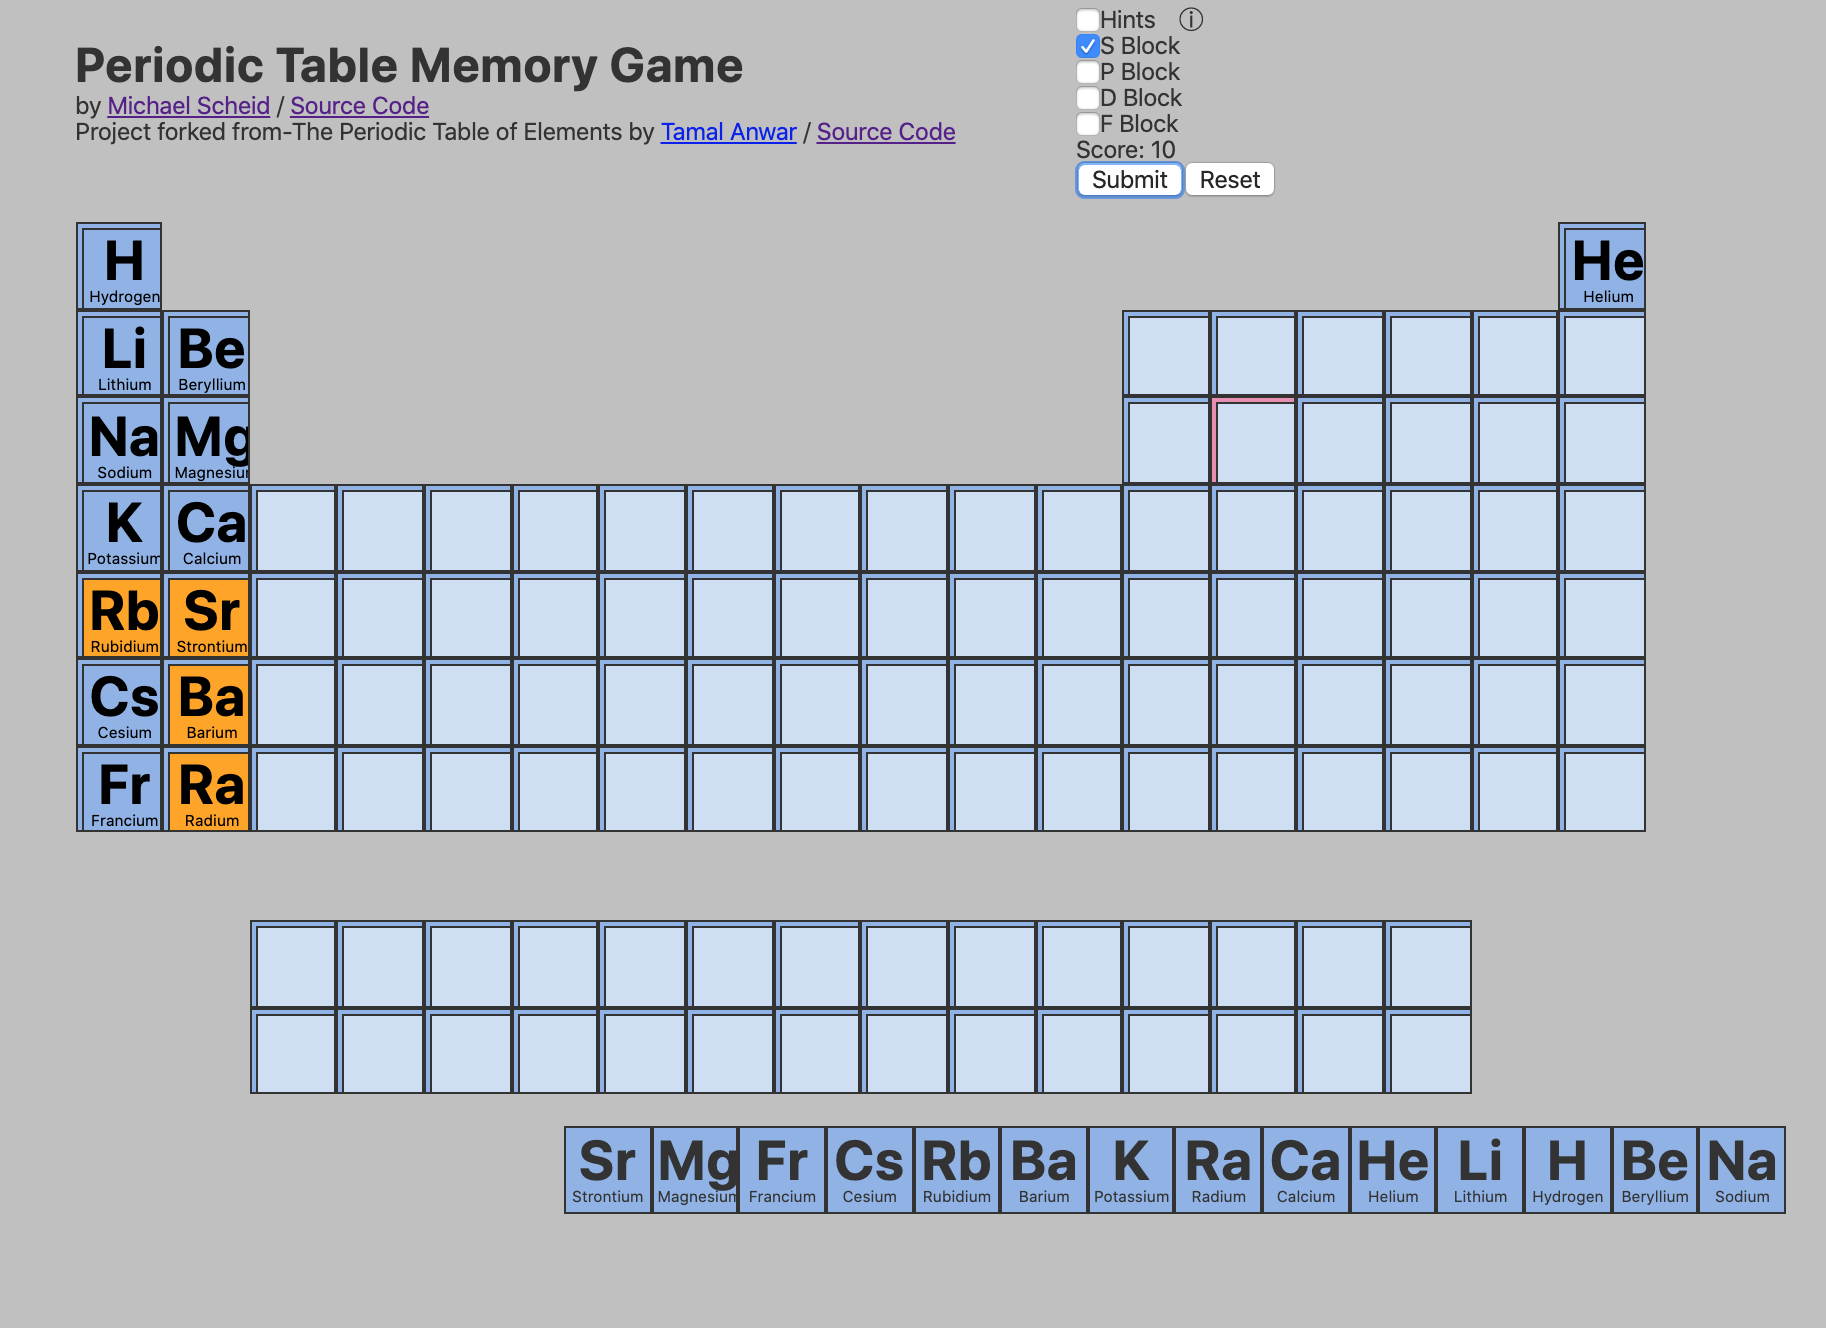 Hints ⓘ
Periodic Table Memory Game
S Block
P Block
by Michael Scheid / Source Code
D Block
Project forked from-The Periodic Table of Elements by Tamal Anwar / Source Code
F Block
Score: 10
Submit Reset
H He
Hydrogen Helium
Li Be
Lithium Beryllium
Na Mg
Sodium Magnesium
K Ca
Potassium Calcium
Rb Sr
Rubidium Strontium
Cs Ba
Cesium Barium
Fr Ra
Francium Radium
Sr Mg Fr Cs Rb Ba K Ra Ca He Li H Be Na
Strontium Magnesium Francium Cesium Rubidium Barium Potassium Radium Calcium Helium Lithium Hydrogen Beryllium Sodium